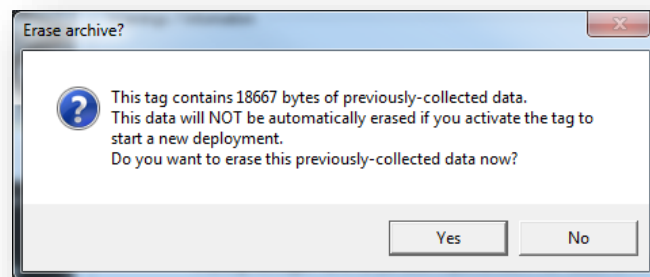 Erase archive?
This tag contains 18667 bytes of previously-collected data.
This data will NOT be automatically erased if you activate the tag to
start a new deployment.
Do you want to erase this previously-collected data now?
Yes No